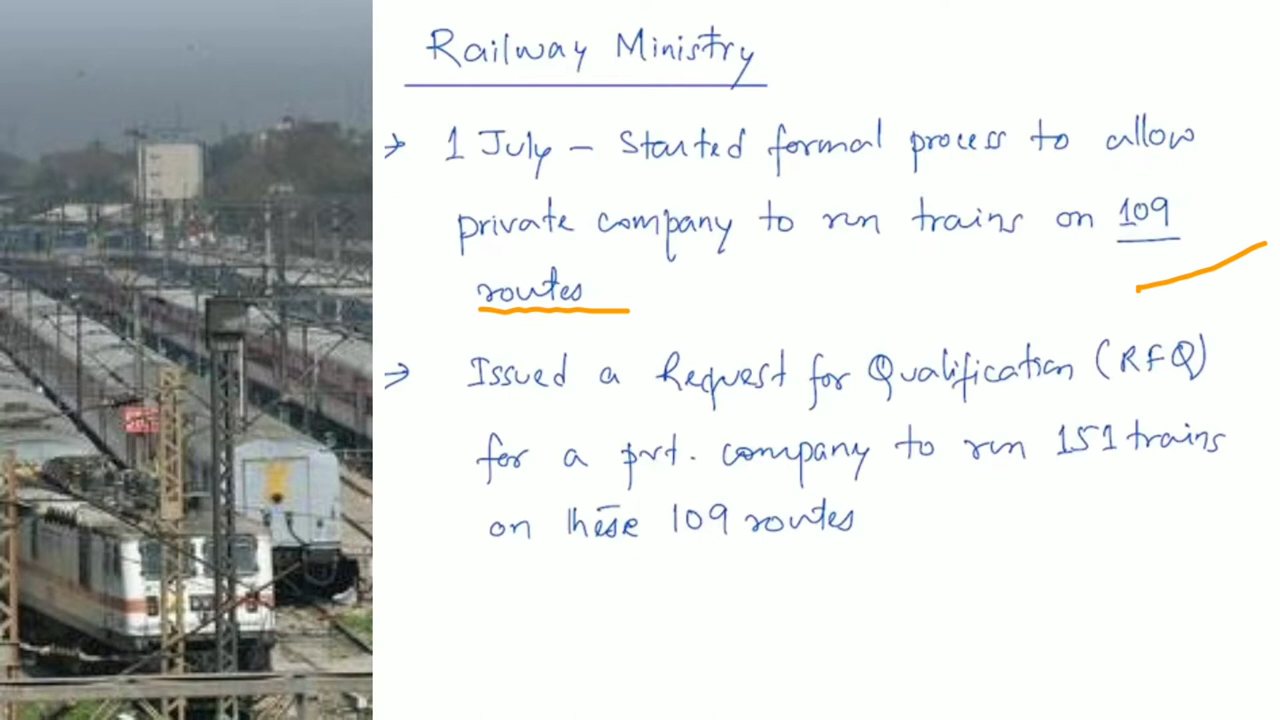 Railway Ministry
→ 1 July - Started formal process to allow
private company to run trains on 109
routes
→ Issued a Request for Qualification (RFQ)
for a pvt. company to run 151 trains
on these 109 routes